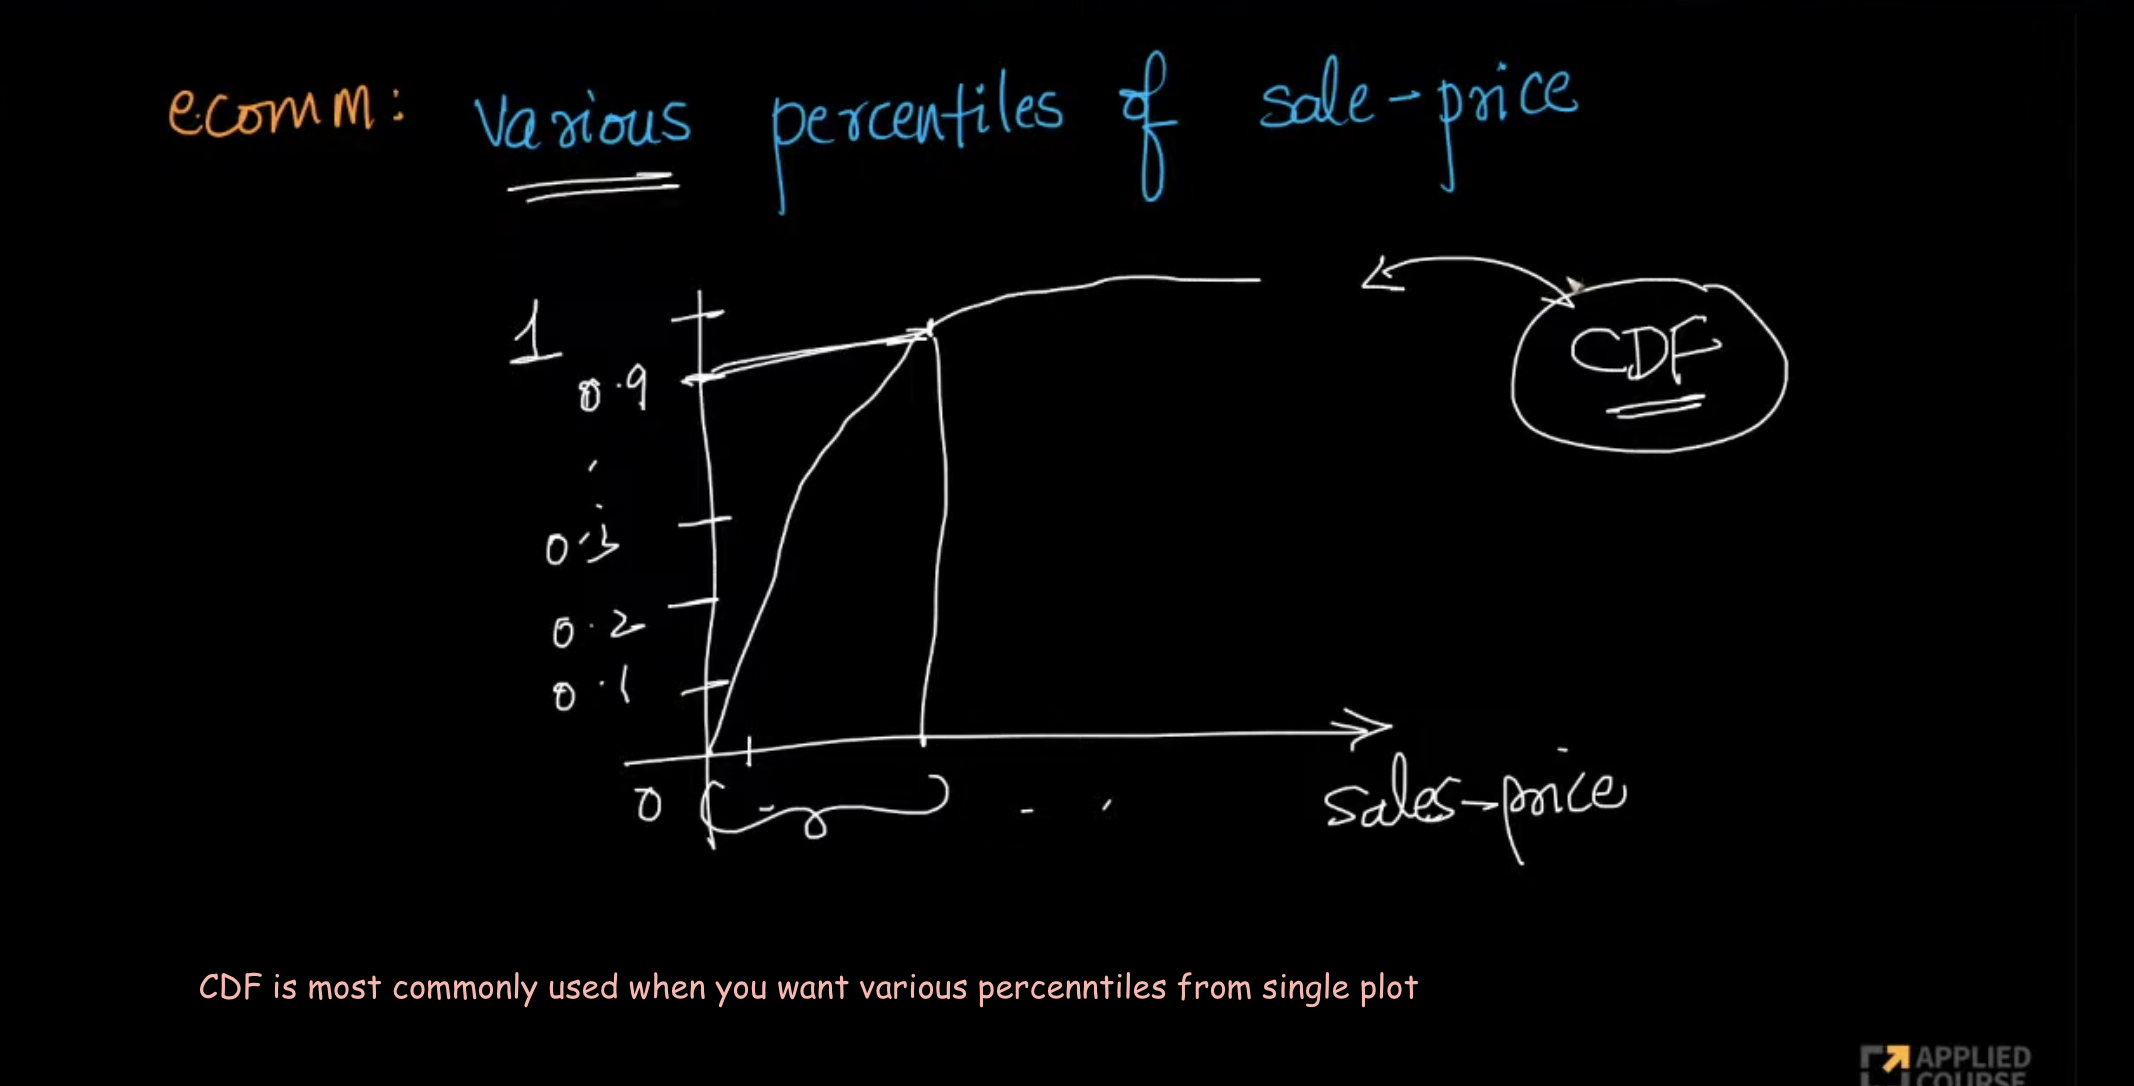 ecomm: various percentiles of sale-price
1
CDF
0.9
0.3
0.2
0.1
0
sales-price
CDF is most commonly used when you want various percenntiles from single plot
APPLIED
COURSE